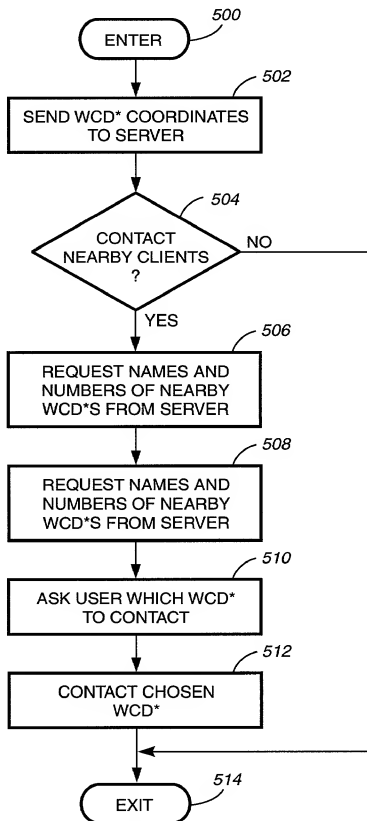 500
ENTER
502
SEND WCD* COORDINATES
TO SERVER
504
CONTACT
NEARBY CLIENTS
?
NO
YES
506
REQUEST NAMES AND
NUMBERS OF NEARBY
WCD*S FROM SERVER
508
REQUEST NAMES AND
NUMBERS OF NEARBY
WCD*S FROM SERVER
510
ASK USER WHICH WCD*
TO CONTACT
512
CONTACT CHOSEN
WCD*
514
EXIT